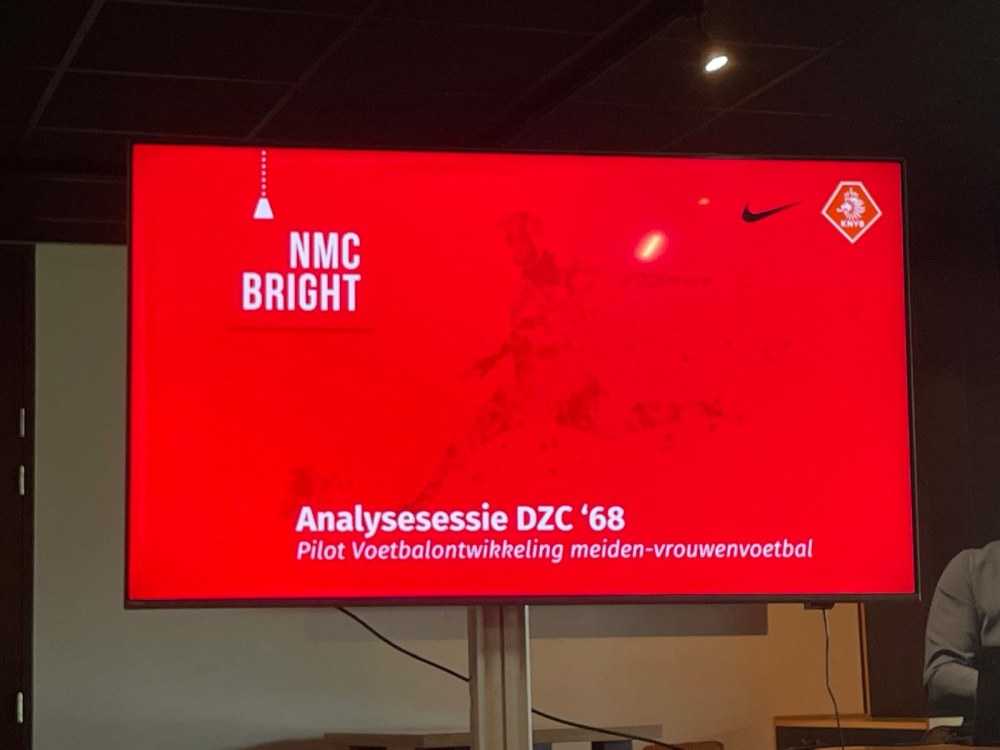 NMC
BRIGHT
KNVB
Analysesessie DZC ‘68
Pilot Voetbalontwikkeling meiden-vrouwenvoetbal